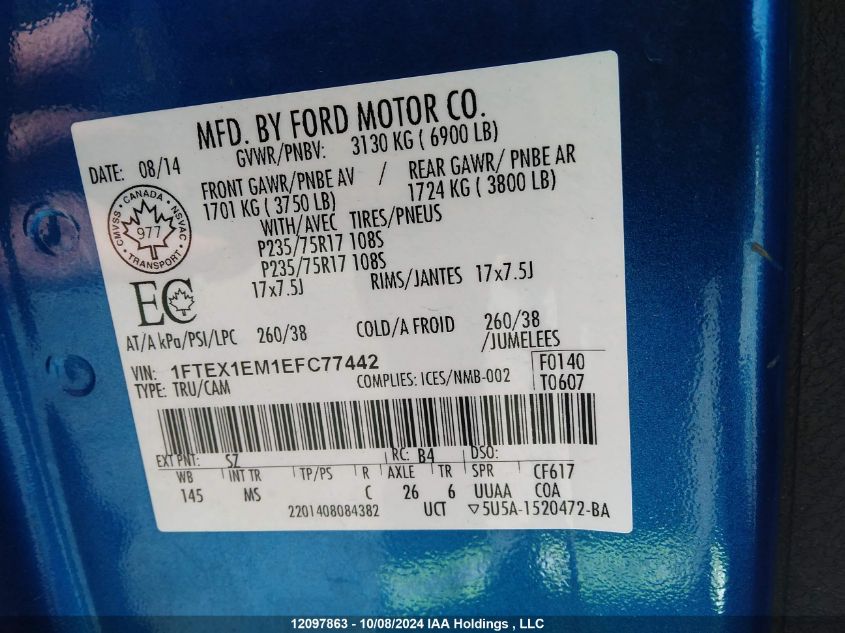 MFD. BY FORD MOTOR CO.
DATE: 08/14 GVWR/PNBV: 3130 KG ( 6900 LB)
FRONT GAWR/PNBE AV / REAR GAWR/ PNBE AR
1701 KG ( 3750 LB) 1724 KG ( 3800 LB)
WITH/AVEC TIRES/PNEUS
P235/75R17 108S
P235/75R17 108S
17x7.5J RIMS/JANTES 17x7.5J
CANADA
CMVSS NSVAC
977
TRANSPORT
EC
AT/A kPa/PSI/LPC 260/38 COLD/A FROID 260/38
/JUMELEES
VIN: 1FTEX1EM1EFC77442 F0140
TYPE: TRU/CAM COMPLIES: ICES/NMB-002 T0607
EXT PNT: SZ RC: B4 DSO:
WB INT TR TP/PS R AXLE TR SPR CF617
145 MS C 26 6 UUAA COA
2201408084382 UCT ▽5U5A-1520472-BA
12097863 - 10/08/2024 IAA Holdings , LLC